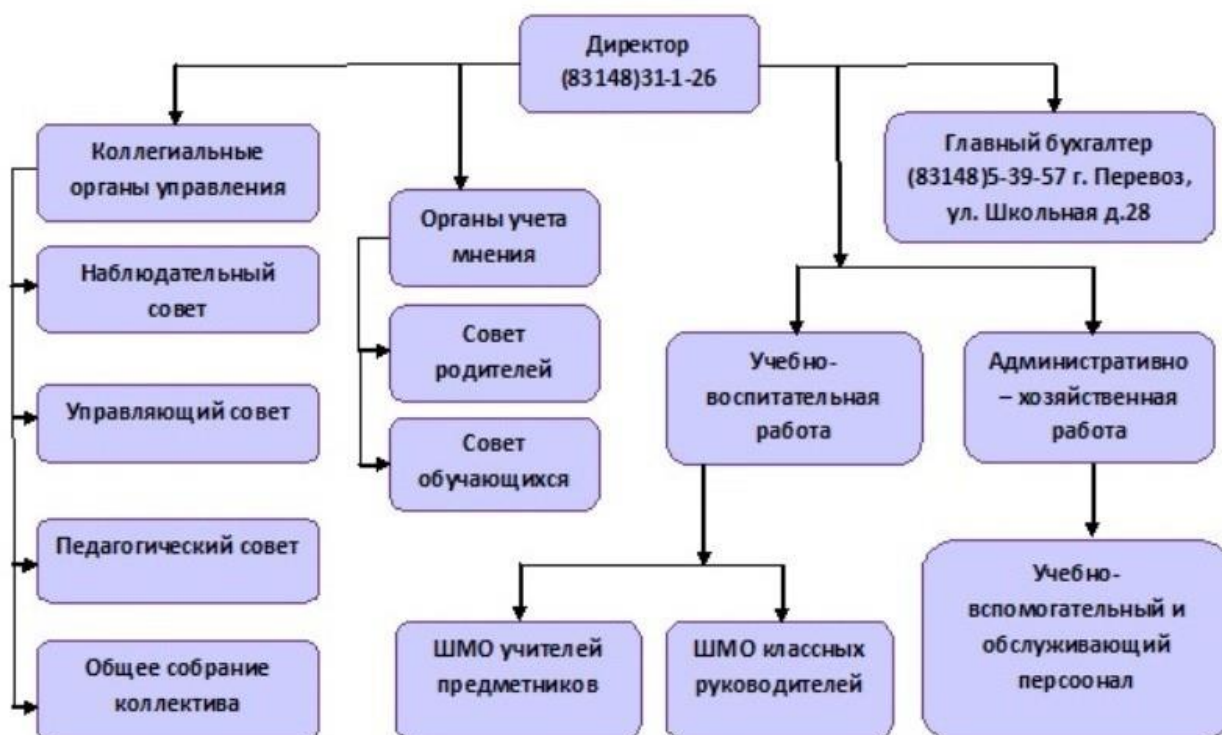 Директор
(83148)31-1-26
Коллегиальные
органы управления
Наблюдательный
совет
Управляющий совет
Педагогический совет
Общее собрание
коллектива
Органы учета
мнения
Совет
родителей
Совет
обучающихся
Главный бухгалтер
(83148)5-39-57 г. Перевоз,
ул. Школьная д.28
Учебно-
воспитательная
работа
Административно
– хозяйственная
работа
ШМО учителей
предметников
ШМО классных
руководителей
Учебно-
вспомогательный и
обслуживающий
персоонал